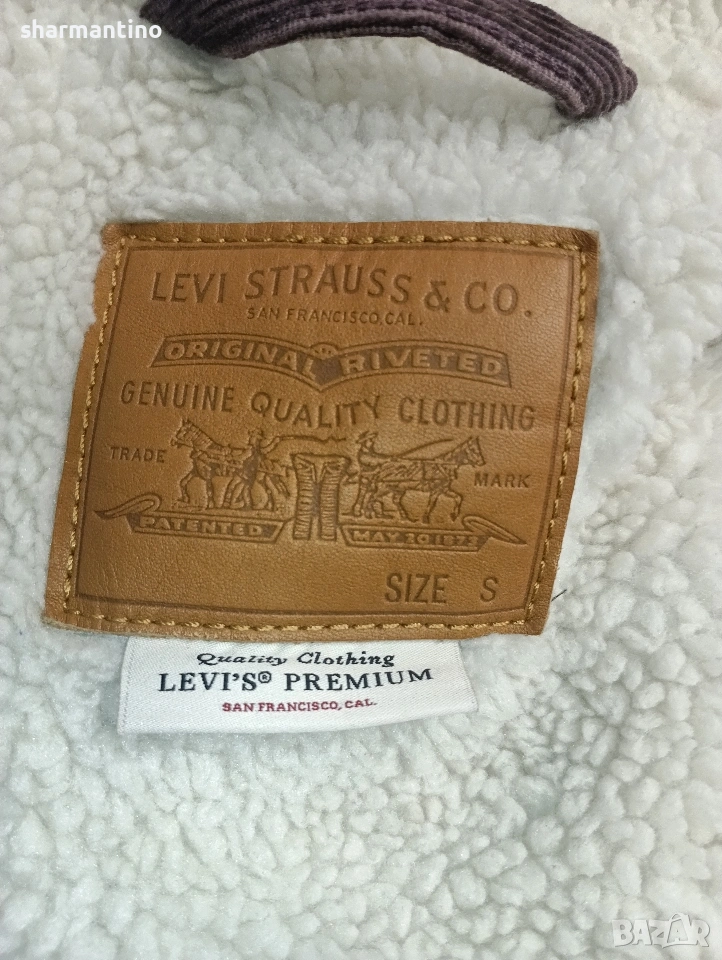 sharmantino
LEVI STRAUSS & CO.
SAN FRANCISCO, CAL.
ORIGINAL RIVETED
GENUINE QUALITY CLOTHING
TRADE MARK
PATENTED MAY 20 1873
SIZE S
Quality Clothing
LEVI'S® PREMIUM
SAN FRANCISCO, CAL.
BAZAR